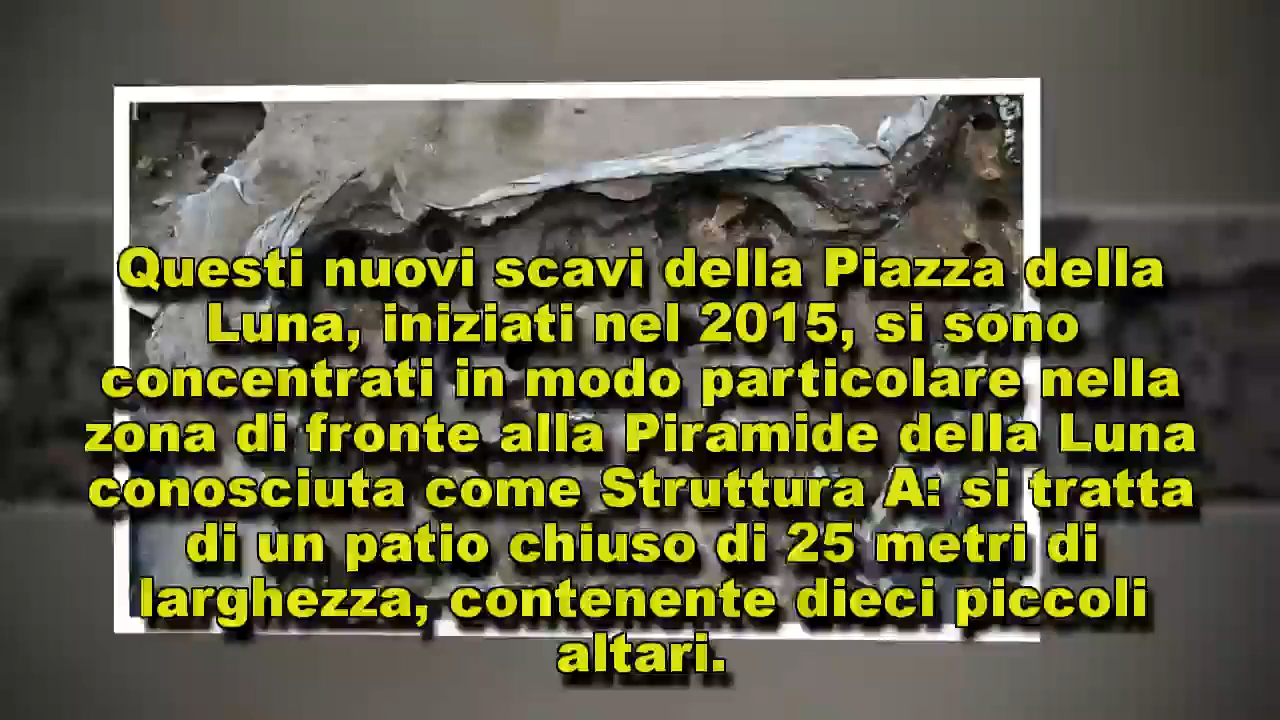 Questi nuovi scavi della Piazza della
Luna, iniziati nel 2015, si sono
concentrati in modo particolare nella
zona di fronte alla Piramide della Luna
conosciuta come Struttura A: si tratta
di un patio chiuso di 25 metri di
larghezza, contenente dieci piccoli
altari.